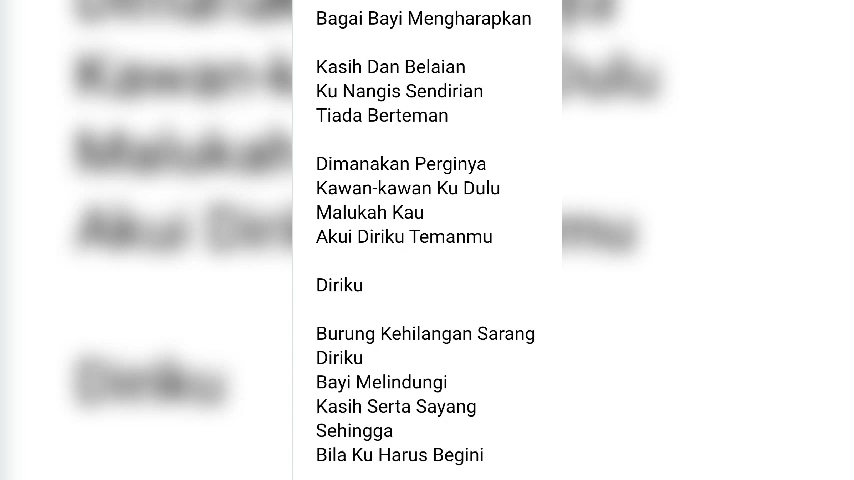 Bagai Bayi Mengharapkan
Kasih Dan Belaian
Ku Nangis Sendirian
Tiada Berteman
Dimanakan Perginya
Kawan-kawan Ku Dulu
Malukah Kau
Akui Diriku Temanmu
Diriku
Burung Kehilangan Sarang
Diriku
Bayi Melindungi
Kasih Serta Sayang
Sehingga
Bila Ku Harus Begini